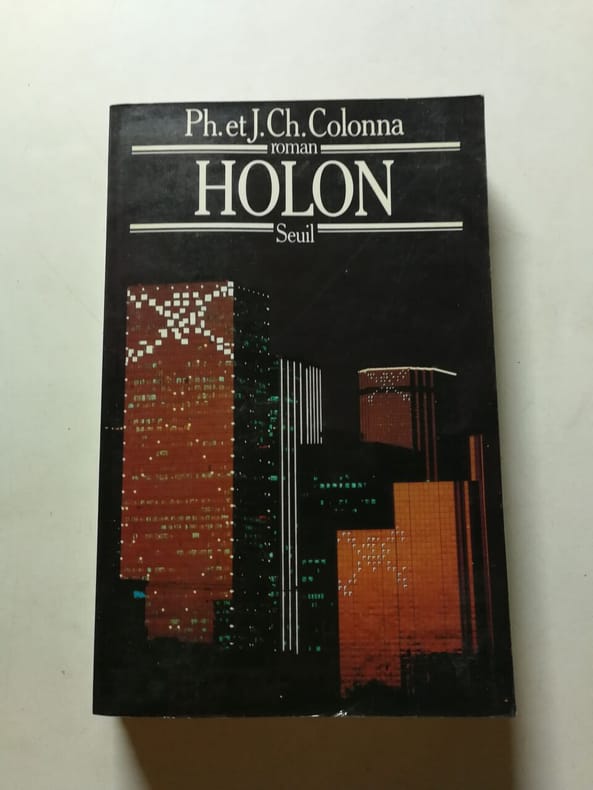 Ph. et J. Ch. Colonna
roman
HOLON
Seuil